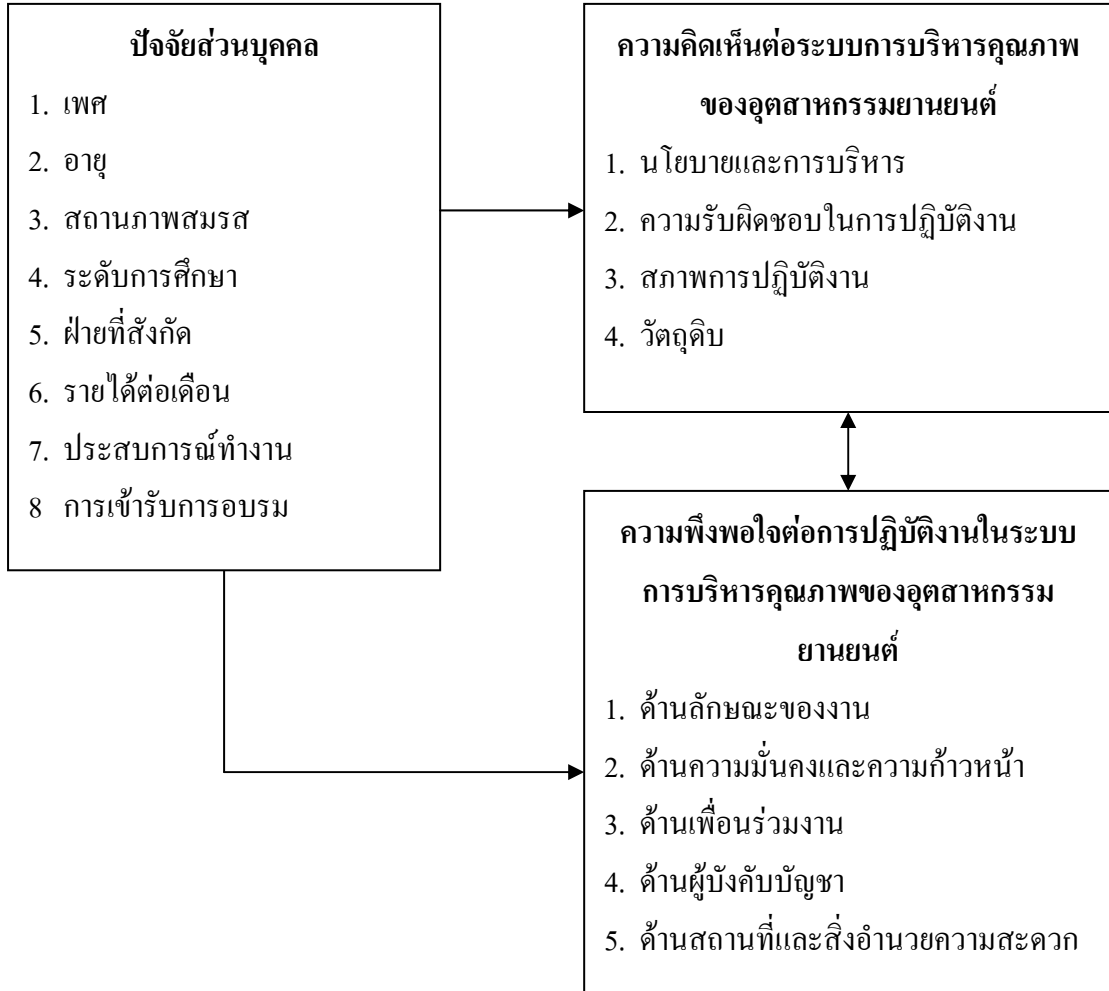 ปัจจัยส่วนบุคคล
1. เพศ
2. อายุ
3. สถานภาพสมรส
4. ระดับการศึกษา
5. ฝ่ายที่สังกัด
6. รายได้ต่อเดือน
7. ประสบการณ์ทำงาน
8 การเข้ารับการอบรม
ความคิดเห็นต่อระบบการบริหารคุณภาพ
ของอุตสาหกรรมยานยนต์
1. นโยบายและการบริหาร
2. ความรับผิดชอบในการปฏิบัติงาน
3. สภาพการปฏิบัติงาน
4. วัตถุดิบ
ความพึงพอใจต่อการปฏิบัติงานในระบบ
การบริหารคุณภาพของอุตสาหกรรม
ยานยนต์
1. ด้านลักษณะของงาน
2. ด้านความมั่นคงและความก้าวหน้า
3. ด้านเพื่อนร่วมงาน
4. ด้านผู้บังคับบัญชา
5. ด้านสถานที่และสิ่งอำนวยความสะดวก